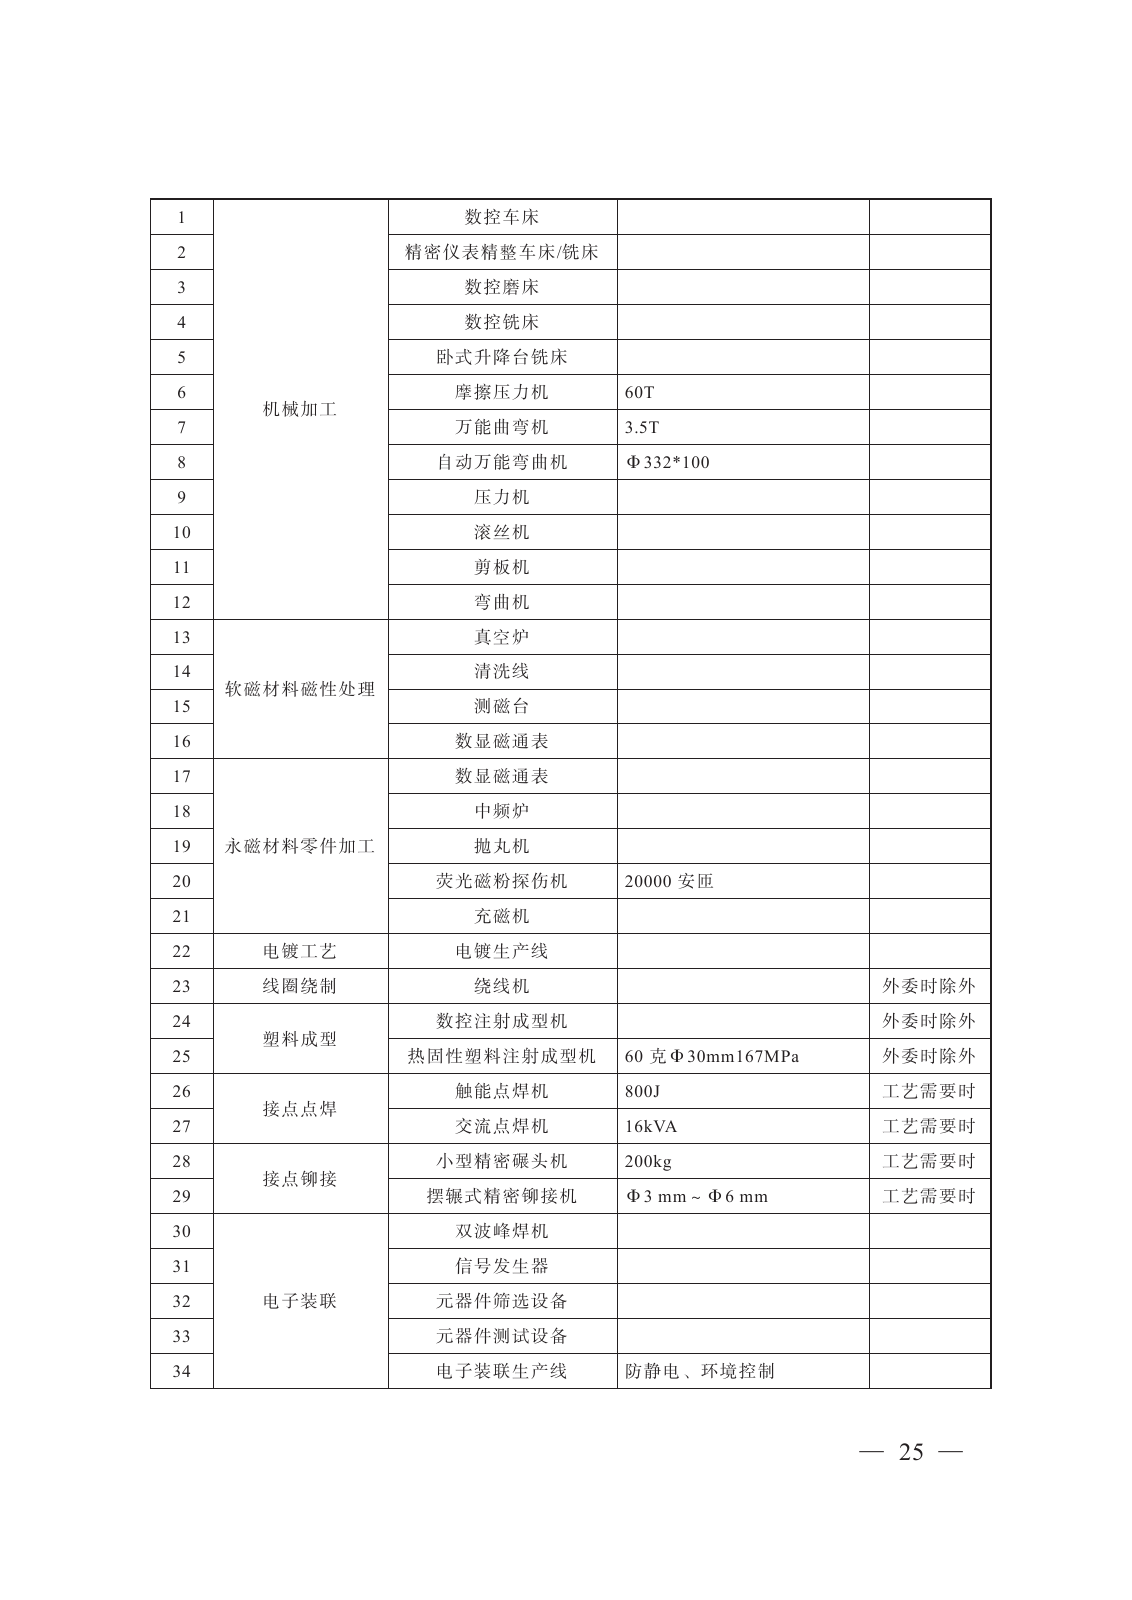 1 机械加工 数控车床
2 精密仪表精整车床/铣床
3 数控磨床
4 数控铣床
5 卧式升降台铣床
6 摩擦压力机 60T
7 万能曲弯机 3.5T
8 自动万能弯曲机 Φ332*100
9 压力机
10 滚丝机
11 剪板机
12 弯曲机
13 软磁材料磁性处理 真空炉
14 清洗线
15 测磁台
16 数显磁通表
17 永磁材料零件加工 数显磁通表
18 中频炉
19 抛丸机
20 荧光磁粉探伤机 20000 安匝
21 充磁机
22 电镀工艺 电镀生产线
23 线圈绕制 绕线机 外委时除外
24 塑料成型 数控注射成型机 外委时除外
25 热固性塑料注射成型机 60 克Φ30mm167MPa 外委时除外
26 接点点焊 触能点焊机 800J 工艺需要时
27 交流点焊机 16kVA 工艺需要时
28 接点铆接 小型精密碾头机 200kg 工艺需要时
29 摆辗式精密铆接机 Φ3 mm ~ Φ6 mm 工艺需要时
30 电子装联 双波峰焊机
31 信号发生器
32 元器件筛选设备
33 元器件测试设备
34 电子装联生产线 防静电、环境控制
— 25 —